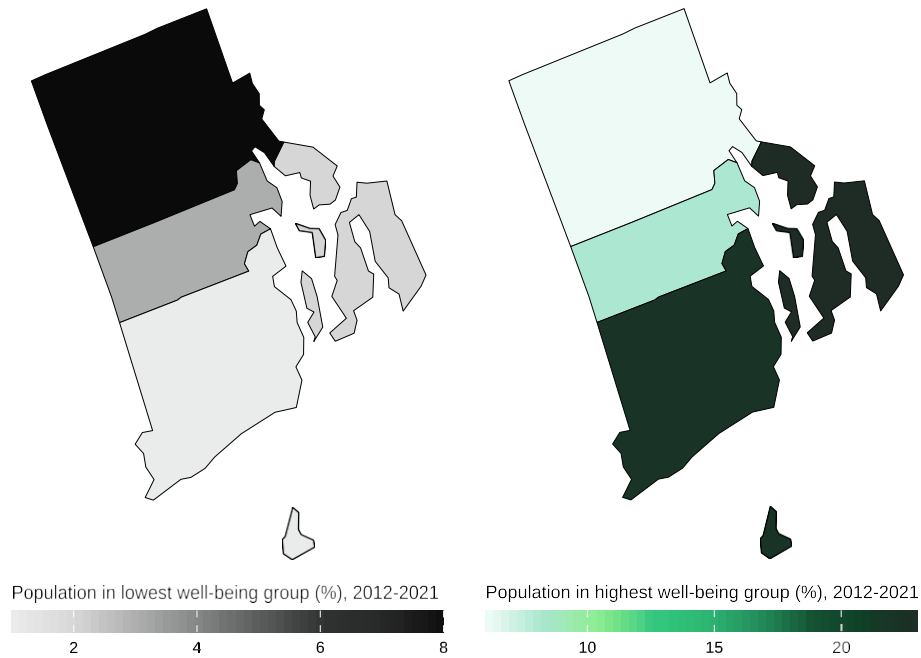 Population in lowest well-being group (%), 2012-2021
2 4 6 8
Population in highest well-being group (%), 2012-2021
10 15 20